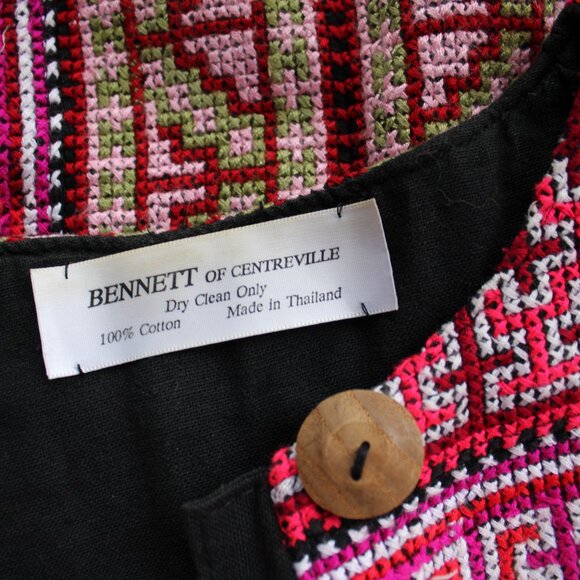 BENNETT OF CENTREVILLE
Dry Clean Only
100% Cotton Made in Thailand